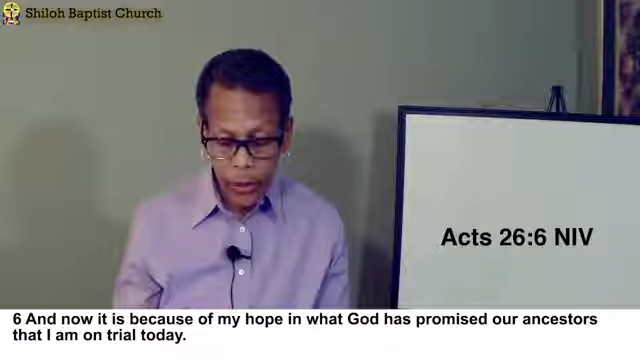 Shiloh Baptist Church
Acts 26:6 NIV
6 And now it is because of my hope in what God has promised our ancestors
that I am on trial today.